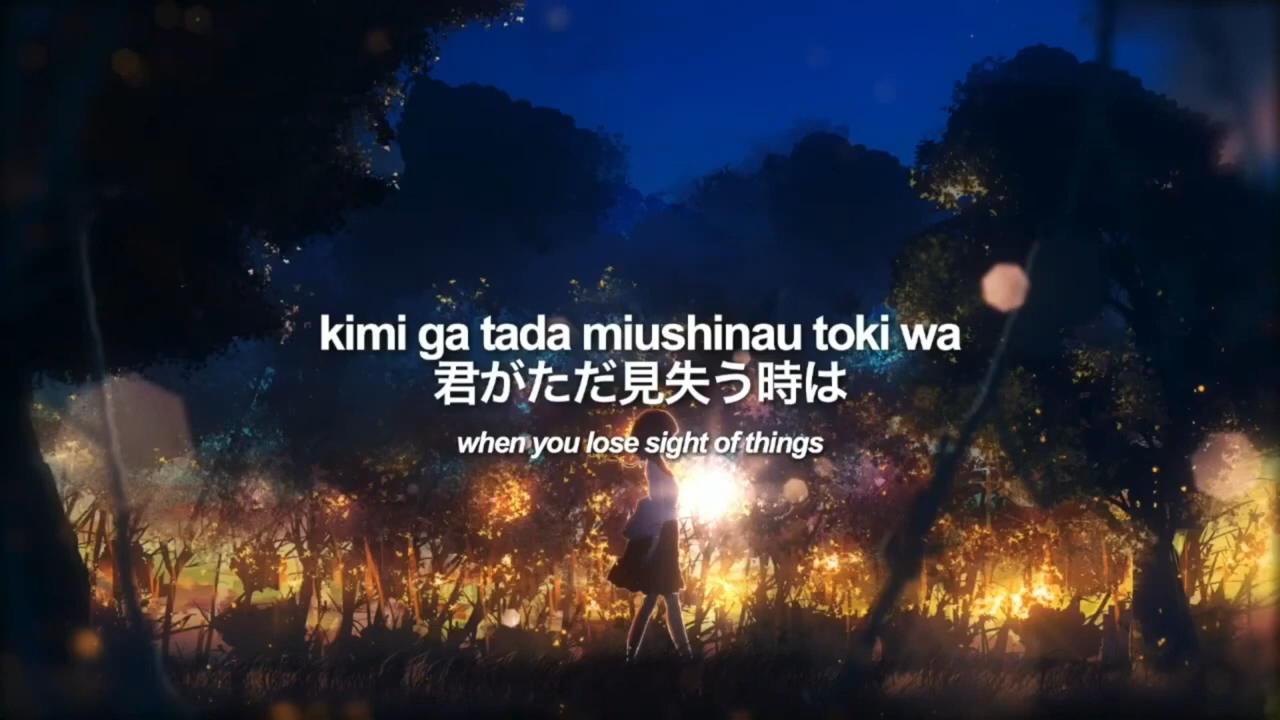 kimi ga tada miushinau toki wa
君がただ見失う時は
when you lose sight of things